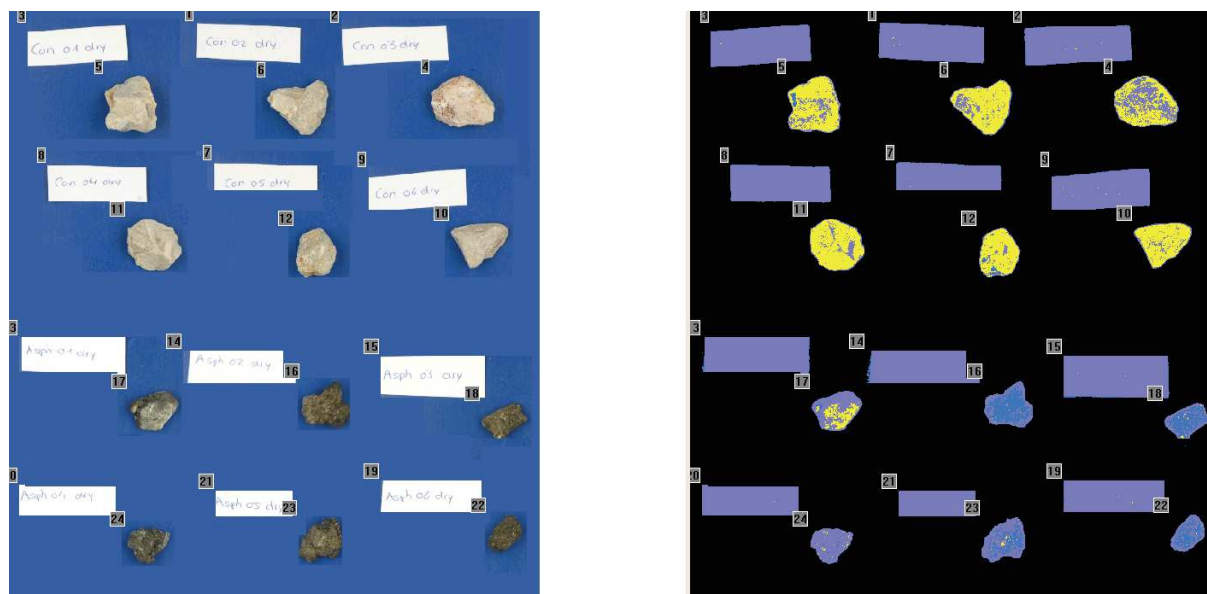 3 1 2
Con 01 dry Con 02 dry Con 03 dry
5 6 4
8 7 9
Con 04 dry Con 05 dry Con 06 dry
11 12 10
3 14 15
Asph 01 dry Asph 02 dry Asph 03 dry
17 16 18
0 21 19
Asph 04 dry Asph 05 dry Asph 06 dry
24 23 22
3 1 2
5 6 4
8 7 9
11 12 10
3 14 15
17 16 18
20 21 19
24 23 22